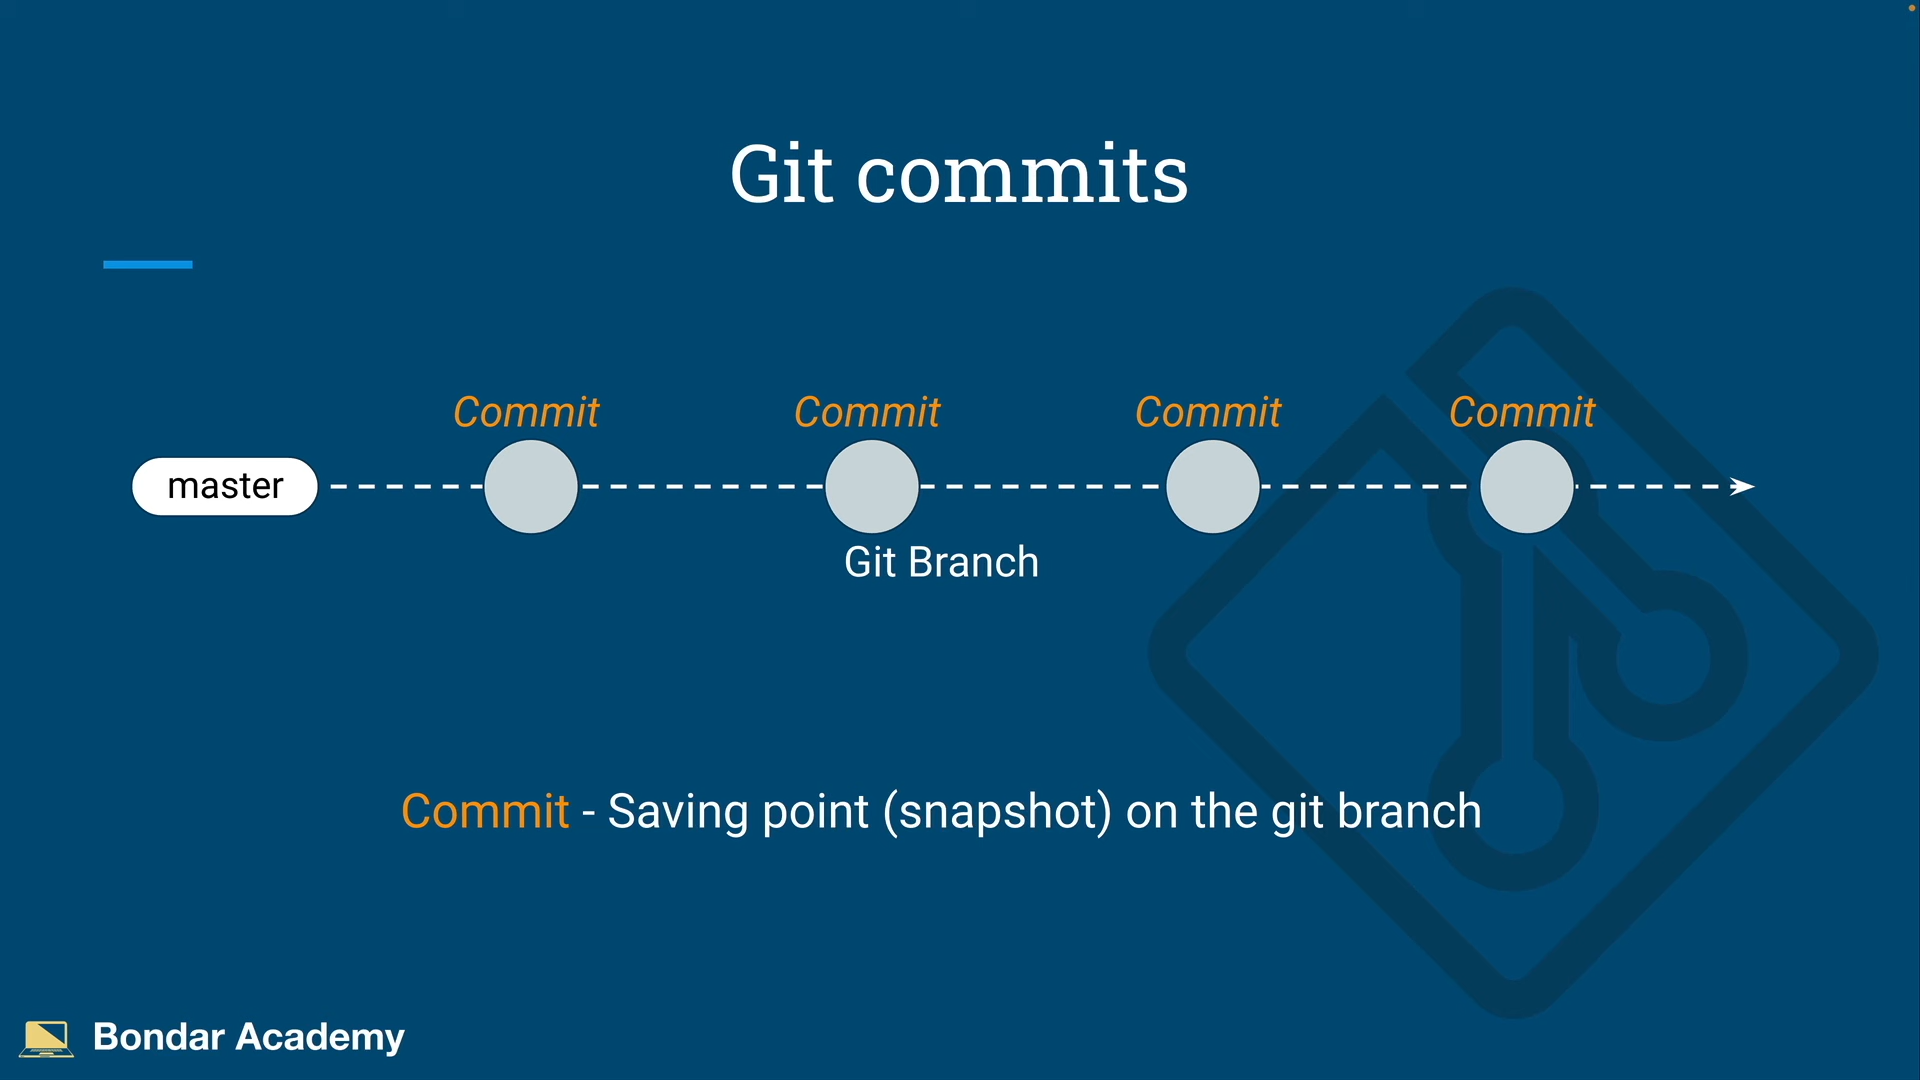 Git commits
Commit Commit Commit Commit
master
Git Branch
Commit - Saving point (snapshot) on the git branch
Bondar Academy